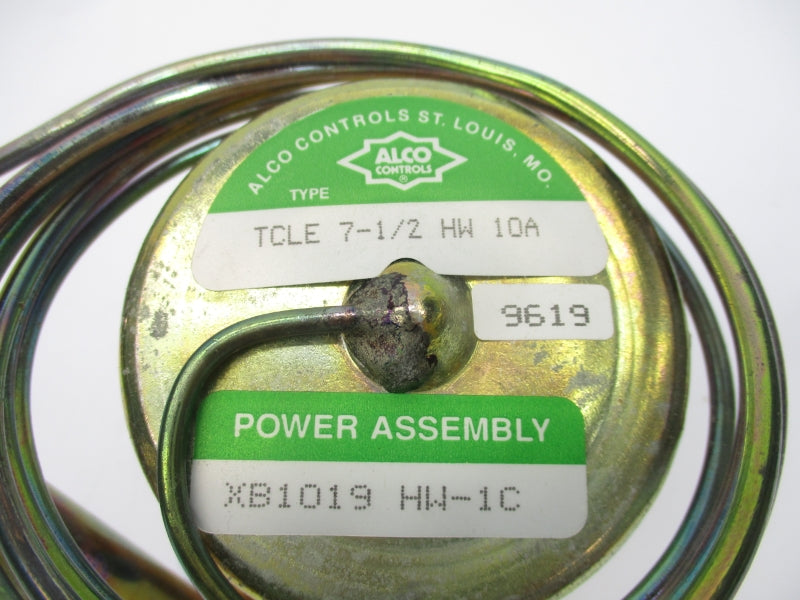 ALCO CONTROLS ST. LOUIS, MO.
ALCO
CONTROLS
®
TYPE
TCLE 7-1/2 HW 10A
9619
POWER ASSEMBLY
XB1019 HW-1C